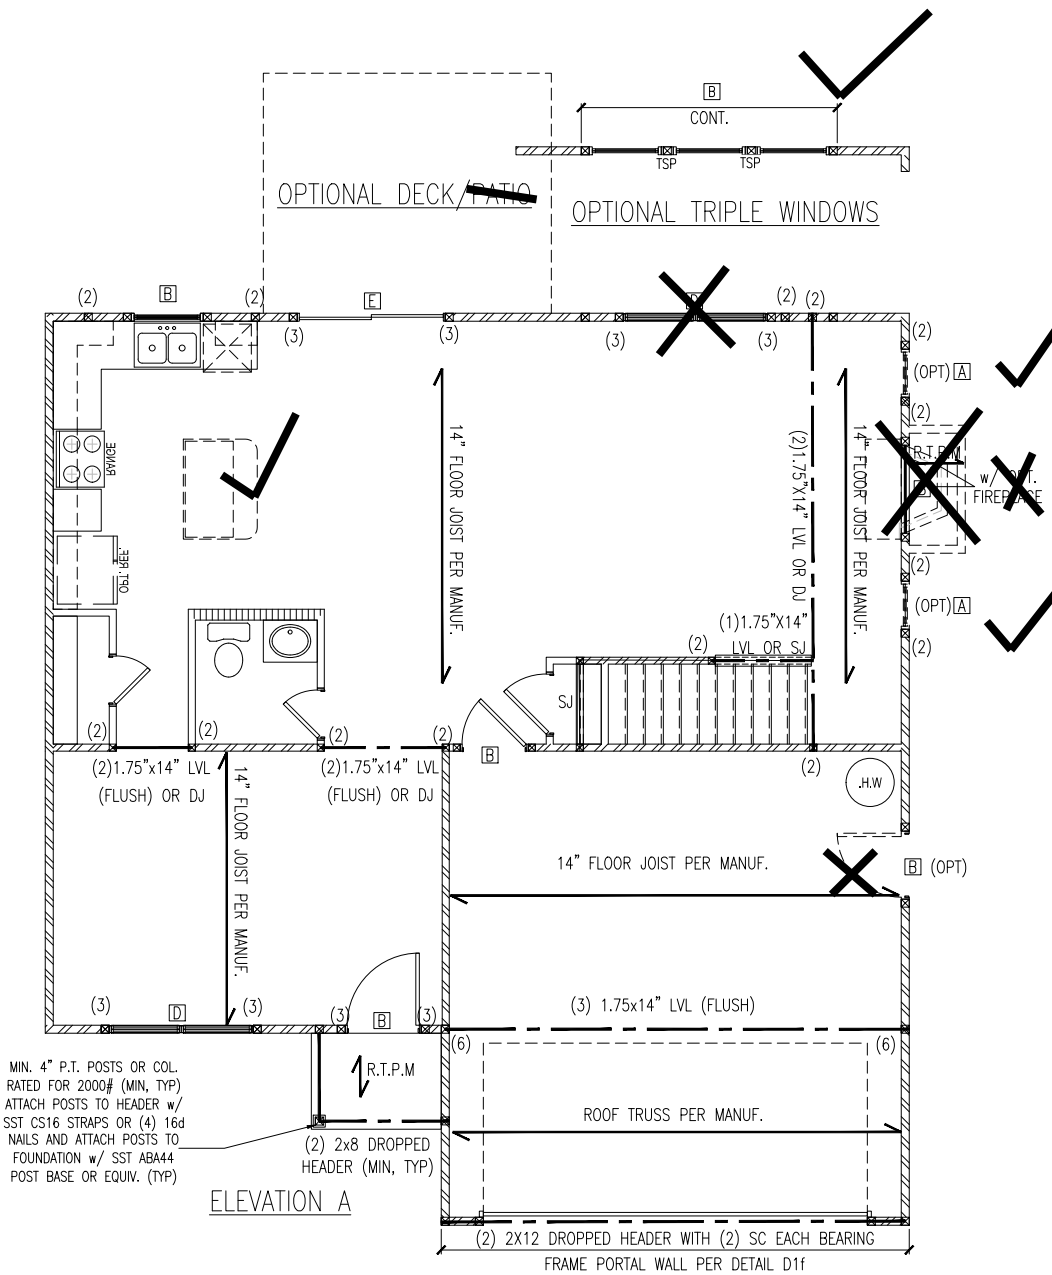 B
CONT.
TSP TSP
OPTIONAL DECK/PATIO
OPTIONAL TRIPLE WINDOWS
(2) B (2) E (2) (2)
(3) (3) (3) (3) (2)
(OPT) A
(2)
14" FLOOR JOIST PER MANUF.
(2)1.75"X14" LVL OR DJ
14" FLOOR JOIST PER MANUF.
R.T.P.M
w/ OPT.
FIREPLACE
RANGE
OPT. REF.
(2)
(OPT) A
(2)
(1)1.75"X14"
LVL OR SJ
(2)
SJ
(2) (2) (2) (2) B (2)
(2)1.75"x14" LVL
(FLUSH) OR DJ
14" FLOOR JOIST PER MANUF.
(2)1.75"x14" LVL
(FLUSH) OR DJ
.H.W
14" FLOOR JOIST PER MANUF.
B (OPT)
(3) D (3) (3) B (3)
(3) 1.75x14" LVL (FLUSH)
(6) (6)
R.T.P.M
MIN. 4" P.T. POSTS OR COL.
RATED FOR 2000# (MIN, TYP)
ATTACH POSTS TO HEADER w/
SST CS16 STRAPS OR (4) 16d
NAILS AND ATTACH POSTS TO
FOUNDATION w/ SST ABA44
POST BASE OR EQUIV. (TYP)
ROOF TRUSS PER MANUF.
(2) 2x8 DROPPED
HEADER (MIN, TYP)
ELEVATION A
(2) 2X12 DROPPED HEADER WITH (2) SC EACH BEARING
FRAME PORTAL WALL PER DETAIL D1f